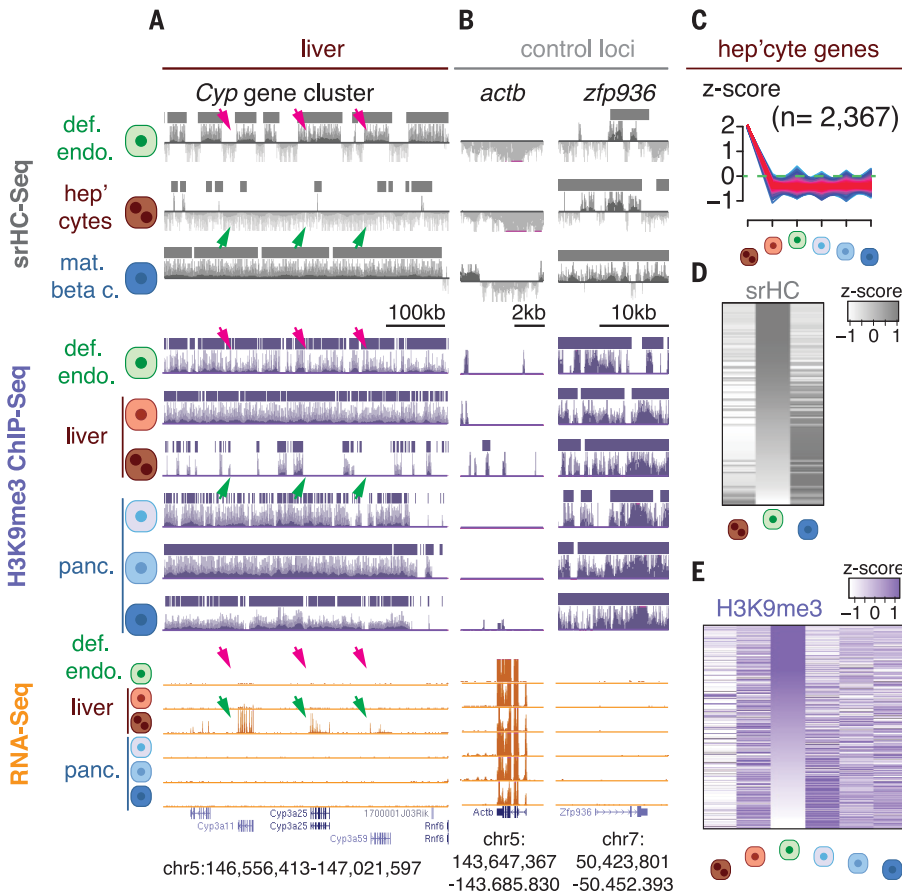 A
liver
Cyp gene cluster
B
control loci
actb
zfp936
C
hep'cyte genes
z-score
(n= 2,367)
2
1
0
−1
srHC-Seq
def.
endo.
hep'
cytes
mat.
beta c.
100kb
2kb
10kb
D
srHC
z-score
−1 0 1
H3K9me3 ChIP-Seq
def.
endo.
liver
panc.
E
H3K9me3
z-score
−1 0 1
RNA-Seq
def.
endo.
liver
panc.
Cyp3a11
Cyp3a25
Cyp3a25
Cyp3a59
1700001J03Rik
Rnf6
Rnf6
Actb
Zfp936
chr5:146,556,413-147,021,597
chr5:
143,647,367
-143.685.830
chr7:
50,423,801
-50.452.393